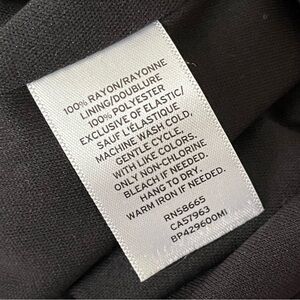 100% RAYON/RAYONNE
LINING/DOUBLURE
100% POLYESTER
EXCLUSIVE OF ELASTIC/
SAUF L'ÉLASTIQUE
MACHINE WASH COLD,
GENTLE CYCLE,
WITH LIKE COLORS.
ONLY NON-CHLORINE
BLEACH IF NEEDED.
HANG TO DRY.
WARM IRON IF NEEDED.
RN58665
CA57963
BP429600MI